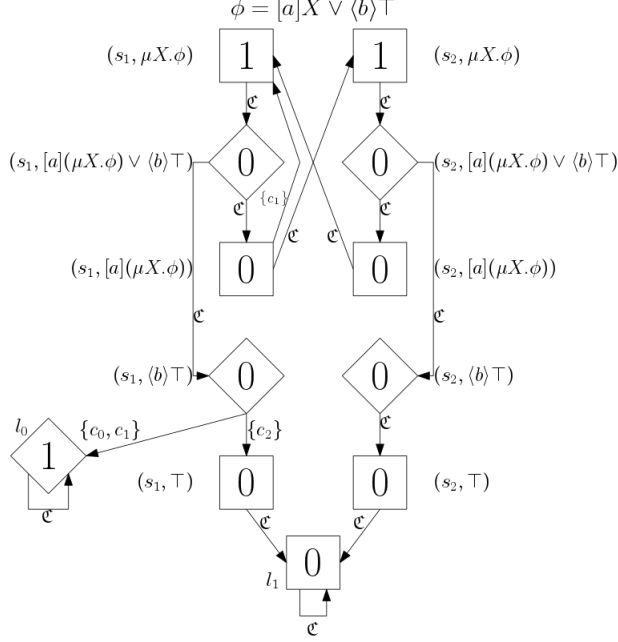 ϕ = [a]X ∨ ⟨b⟩⊤
(s₁, μX.ϕ) 1 1 (s₂, μX.ϕ)
ℭ ℭ
(s₁, [a](μX.ϕ) ∨ ⟨b⟩⊤) 0 0 (s₂, [a](μX.ϕ) ∨ ⟨b⟩⊤)
ℭ {c₁} ℭ
ℭ ℭ
(s₁, [a](μX.ϕ)) 0 0 (s₂, [a](μX.ϕ))
ℭ ℭ
(s₁, ⟨b⟩⊤) 0 0 (s₂, ⟨b⟩⊤)
l₀ {c₀, c₁} {c₂} ℭ
1
(s₁, ⊤) 0 0 (s₂, ⊤)
ℭ ℭ ℭ
0
l₁
ℭ